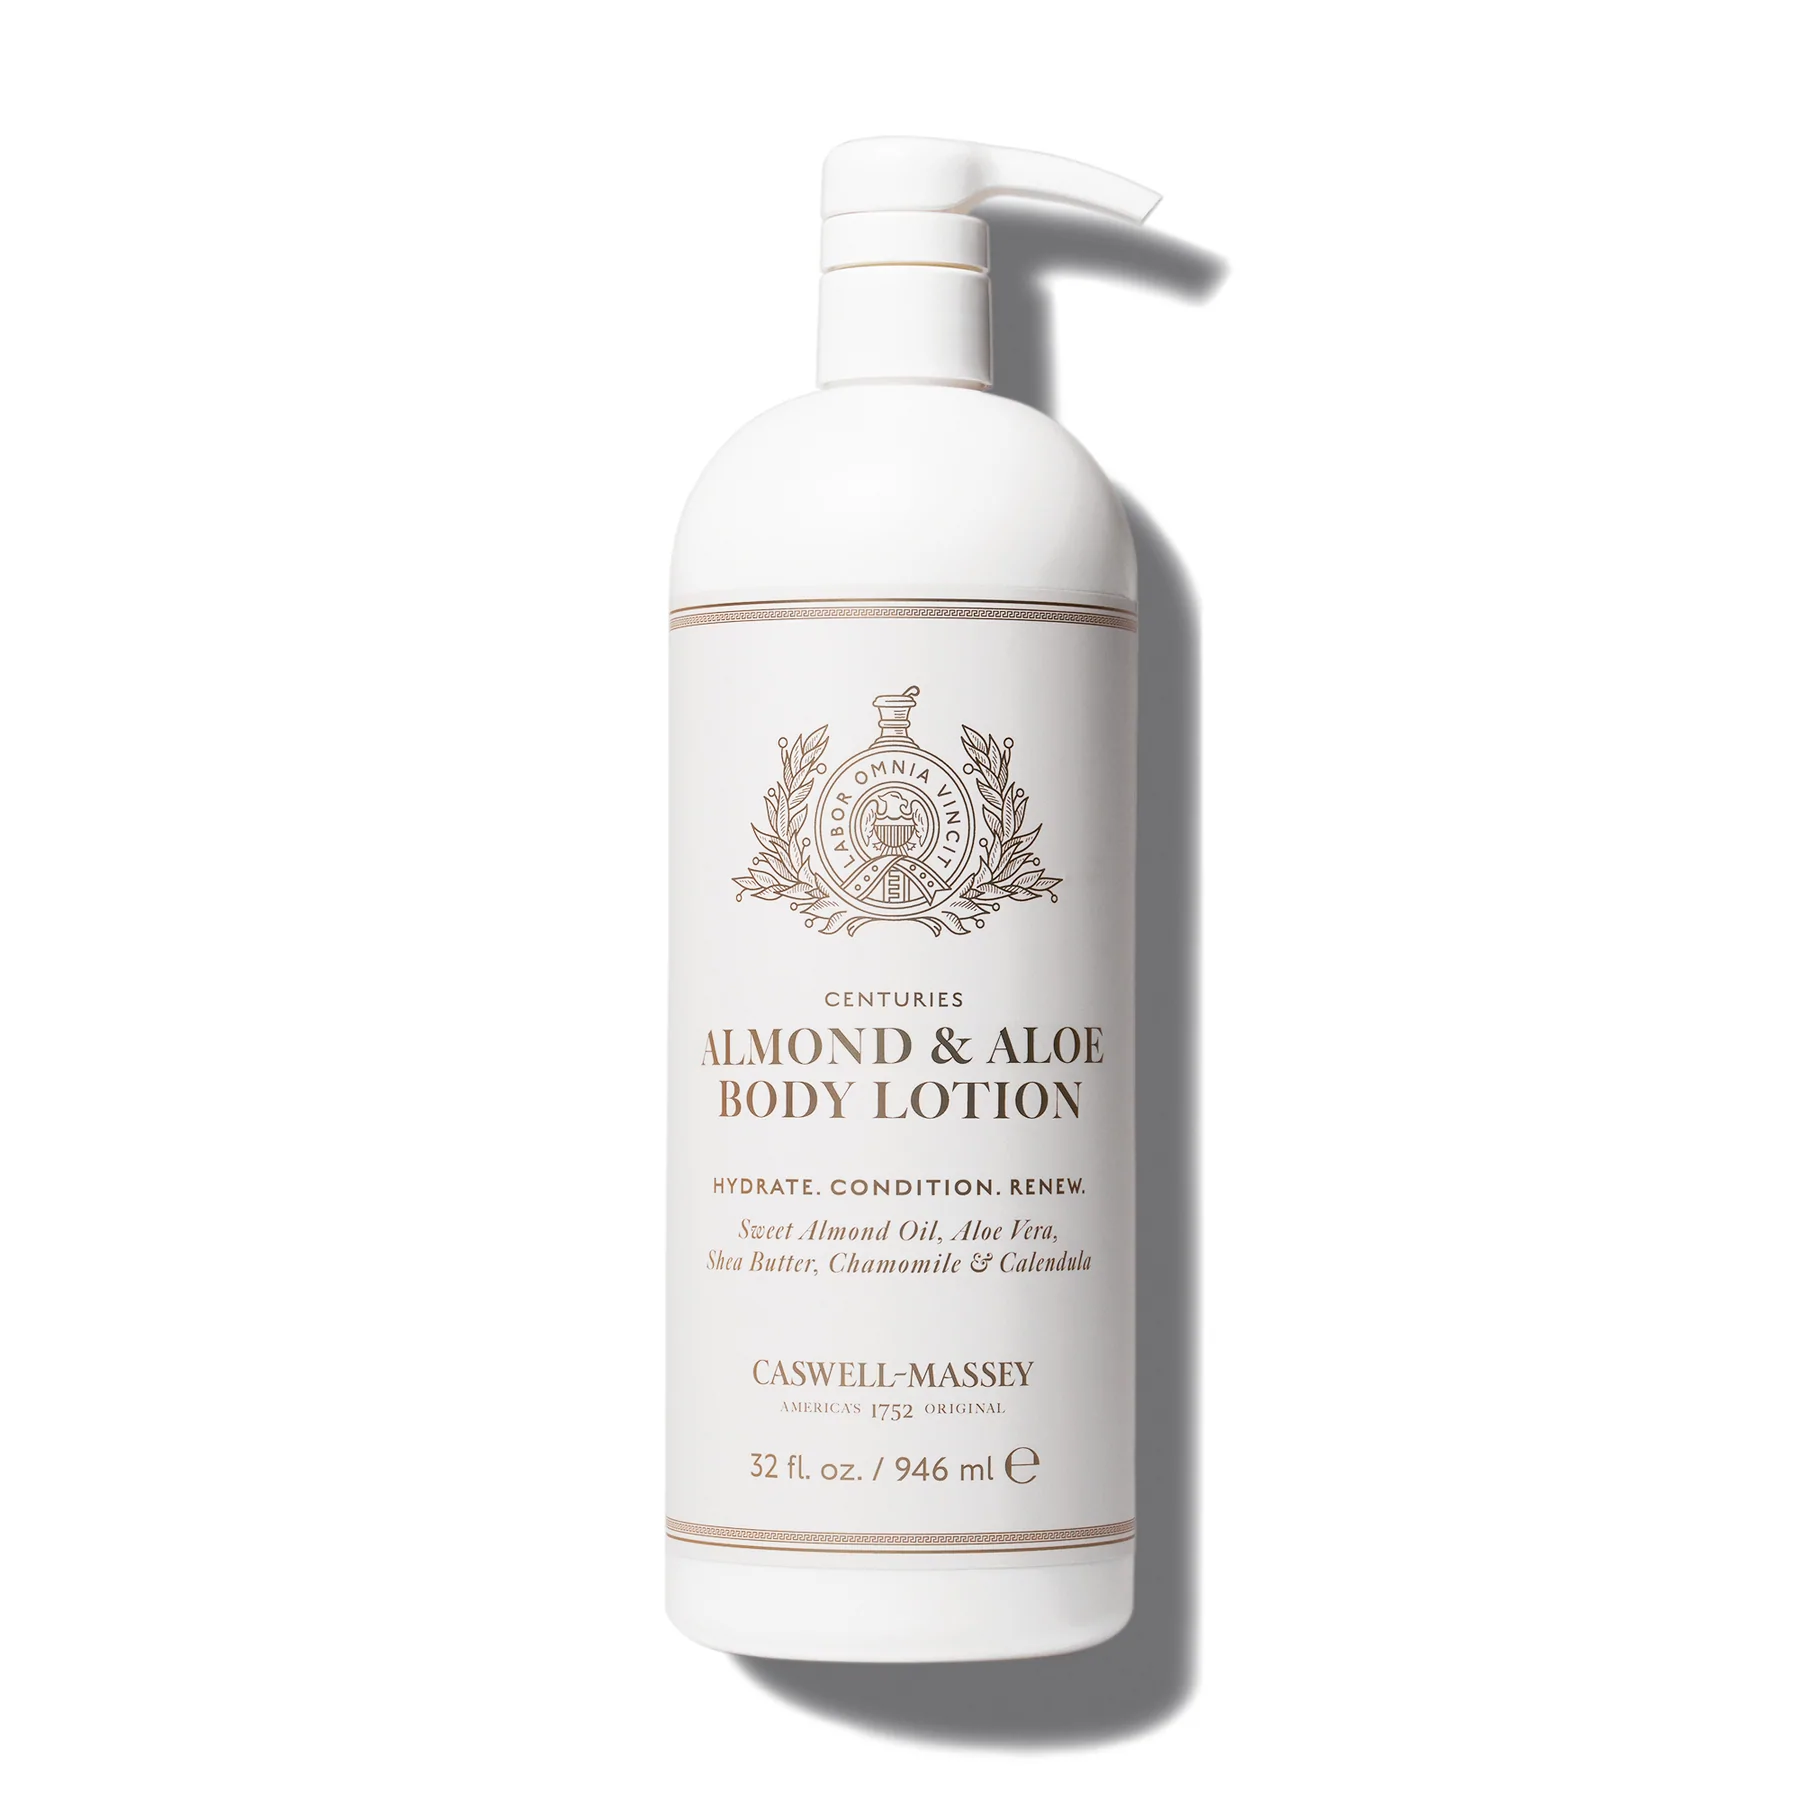 LABOR OMNIA VINCIT
CENTURIES
ALMOND & ALOE
BODY LOTION
HYDRATE. CONDITION. RENEW.
Sweet Almond Oil, Aloe Vera,
Shea Butter, Chamomile & Calendula
CASWELL-MASSEY
AMERICA'S 1752 ORIGINAL
32 fl. oz. / 946 ml ℮